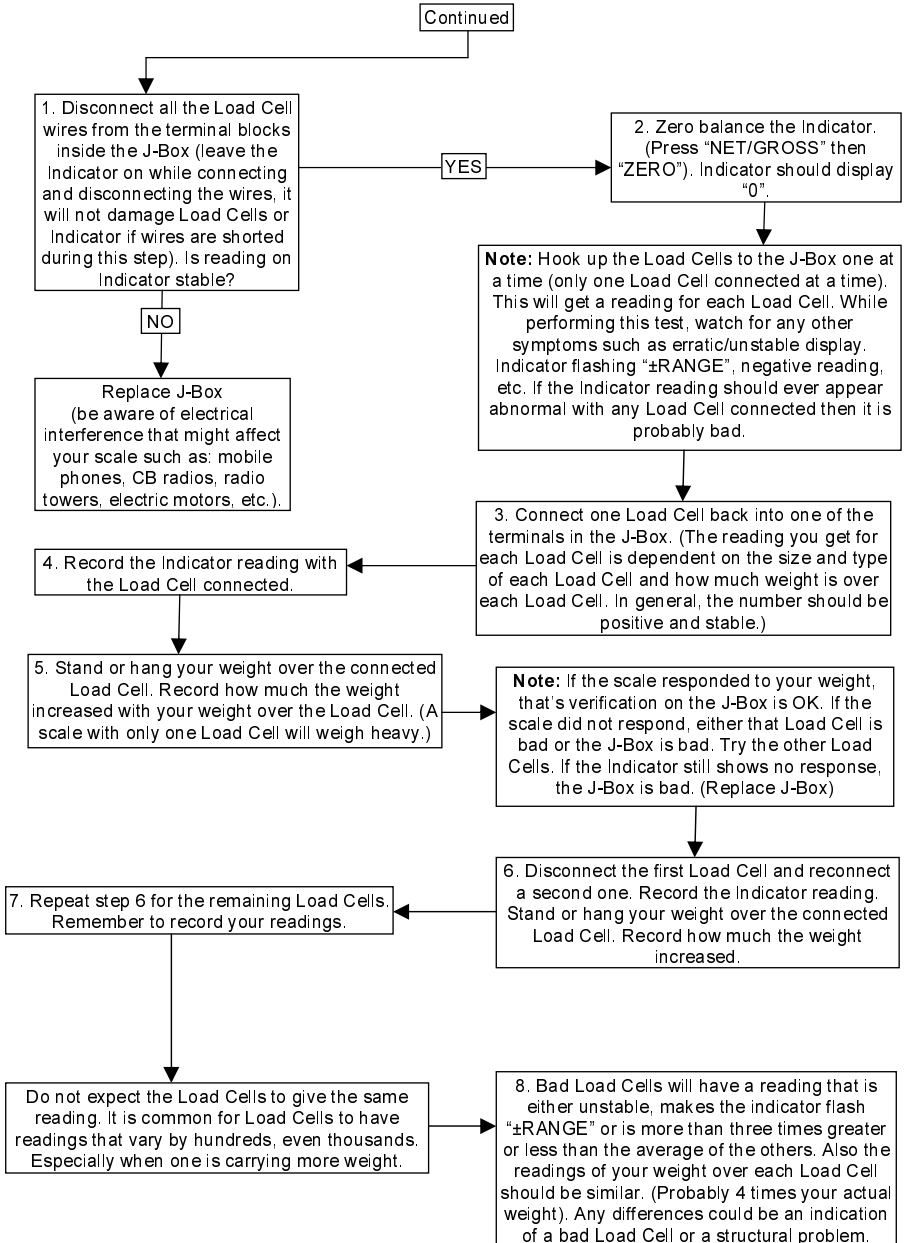 Continued
1. Disconnect all the Load Cell
wires from the terminal blocks
inside the J-Box (leave the
Indicator on while connecting
and disconnecting the wires, it
will not damage Load Cells or
Indicator if wires are shorted
during this step). Is reading on
Indicator stable?
YES
2. Zero balance the Indicator.
(Press “NET/GROSS” then
“ZERO”). Indicator should display
“0”.
NO
Replace J-Box
(be aware of electrical
interference that might affect
your scale such as: mobile
phones, CB radios, radio
towers, electric motors, etc.).
Note: Hook up the Load Cells to the J-Box one at
a time (only one Load Cell connected at a time).
This will get a reading for each Load Cell. While
performing this test, watch for any other
symptoms such as erratic/unstable display.
Indicator flashing “±RANGE”, negative reading,
etc. If the Indicator reading should ever appear
abnormal with any Load Cell connected then it is
probably bad.
3. Connect one Load Cell back into one of the
terminals in the J-Box. (The reading you get for
each Load Cell is dependent on the size and type
of each Load Cell and how much weight is over
each Load Cell. In general, the number should be
positive and stable.)
4. Record the Indicator reading with
the Load Cell connected.
5. Stand or hang your weight over the connected
Load Cell. Record how much the weight
increased with your weight over the Load Cell. (A
scale with only one Load Cell will weigh heavy.)
Note: If the scale responded to your weight,
that’s verification on the J-Box is OK. If the
scale did not respond, either that Load Cell is
bad or the J-Box is bad. Try the other Load
Cells. If the Indicator still shows no response,
the J-Box is bad. (Replace J-Box)
6. Disconnect the first Load Cell and reconnect
a second one. Record the Indicator reading.
Stand or hang your weight over the connected
Load Cell. Record how much the weight
increased.
7. Repeat step 6 for the remaining Load Cells.
Remember to record your readings.
Do not expect the Load Cells to give the same
reading. It is common for Load Cells to have
readings that vary by hundreds, even thousands.
Especially when one is carrying more weight.
8. Bad Load Cells will have a reading that is
either unstable, makes the indicator flash
“±RANGE” or is more than three times greater
or less than the average of the others. Also the
readings of your weight over each Load Cell
should be similar. (Probably 4 times your actual
weight). Any differences could be an indication
of a bad Load Cell or a structural problem.